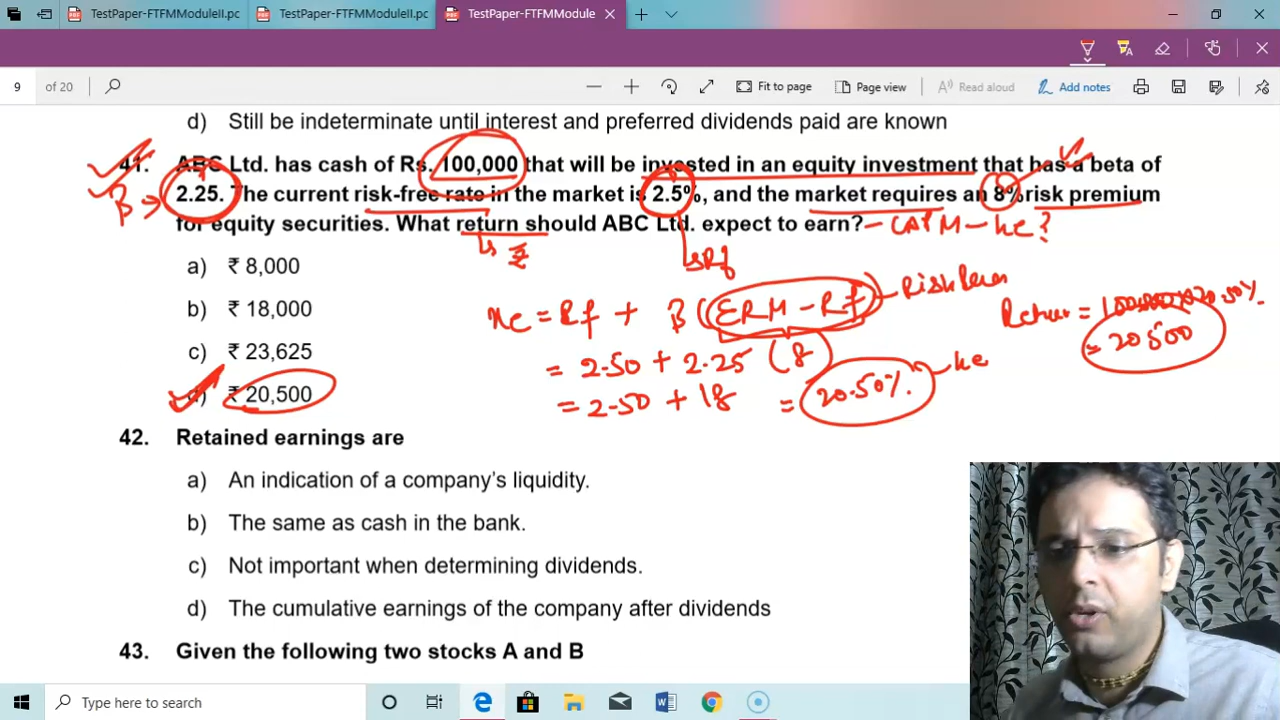 TestPaper-FTFMModuleII.pc TestPaper-FTFMModuleII.pc TestPaper-FTFMModule
9 of 20 Fit to page Page view Read aloud Add notes
d) Still be indeterminate until interest and preferred dividends paid are known
41. ABC Ltd. has cash of Rs. 100,000 that will be invested in an equity investment that has a beta of
β → 2.25. The current risk-free rate in the market is 2.5%, and the market requires an 8% risk premium
for equity securities. What return should ABC Ltd. expect to earn? - CAPM - Ke?
↳ ₹
↳Rf
a) ₹ 8,000
Ke = Rf + β (ERM - Rf) - Risk Prem
Return = 100000 x 20.50%
b) ₹ 18,000
= 20500
c) ₹ 23,625
= 2.50 + 2.25 (8)
d) ₹ 20,500
= 2.50 + 18 = 20.50% - Ke
42. Retained earnings are
a) An indication of a company's liquidity.
b) The same as cash in the bank.
c) Not important when determining dividends.
d) The cumulative earnings of the company after dividends
43. Given the following two stocks A and B
Type here to search